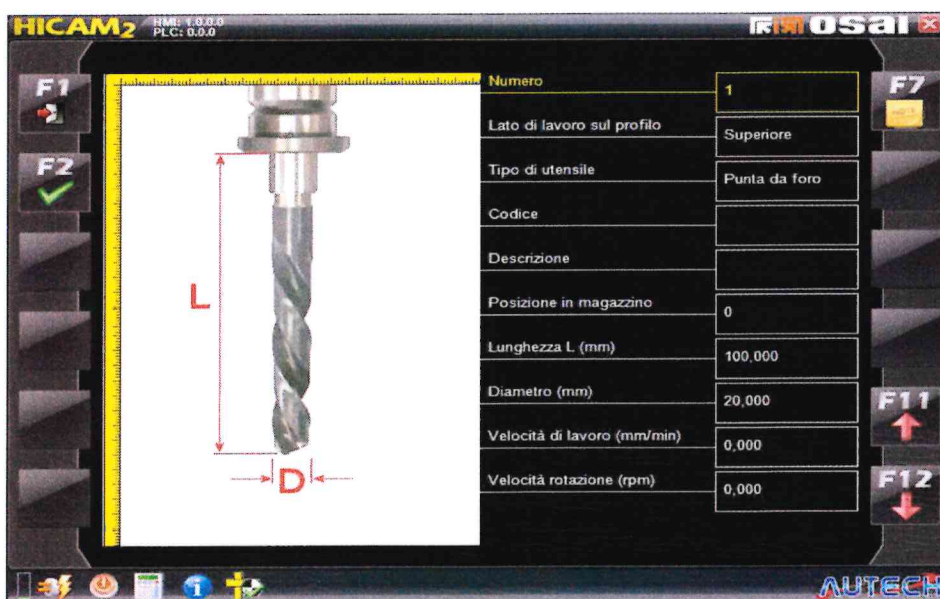 HICAM2 HMI: 1.0.0.0
PLC: 0.0.0
osai
F1
F2
F7
F11
F12
L
D
Numero 1
Lato di lavoro sul profilo Superiore
Tipo di utensile Punta da foro
Codice
Descrizione
Posizione in magazzino 0
Lunghezza L (mm) 100,000
Diametro (mm) 20,000
Velocità di lavoro (mm/min) 0,000
Velocità rotazione (rpm) 0,000
AUTECH